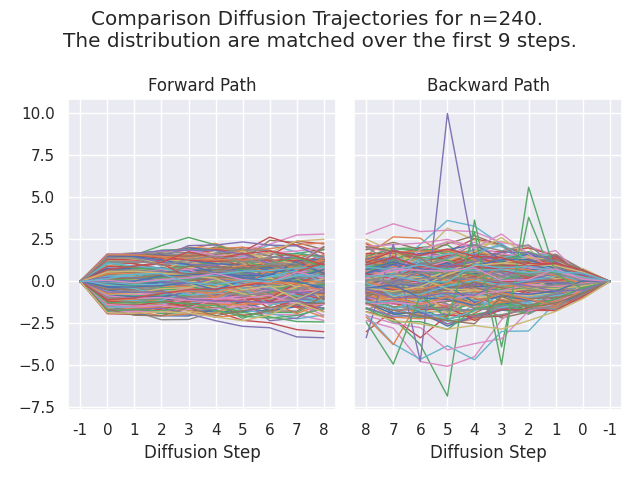 Comparison Diffusion Trajectories for n=240.
The distribution are matched over the first 9 steps.
Forward Path
Backward Path
10.0
7.5
5.0
2.5
0.0
−2.5
−5.0
−7.5
-1 0 1 2 3 4 5 6 7 8
8 7 6 5 4 3 2 1 0 -1
Diffusion Step
Diffusion Step